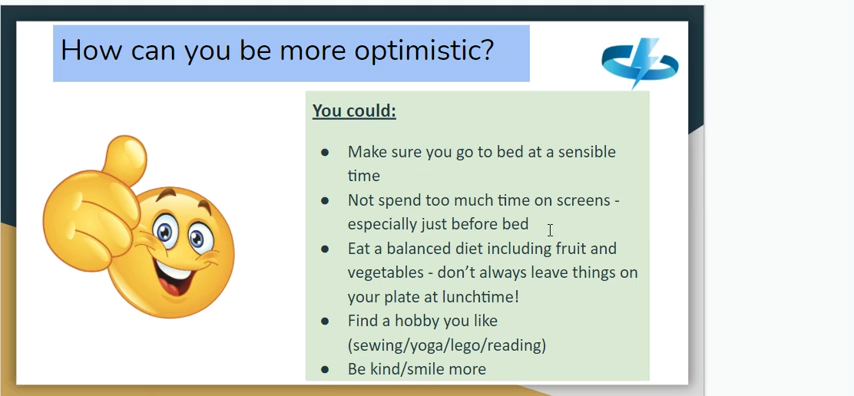 How can you be more optimistic?
You could:
● Make sure you go to bed at a sensible
time
● Not spend too much time on screens -
especially just before bed
● Eat a balanced diet including fruit and
vegetables - don’t always leave things on
your plate at lunchtime!
● Find a hobby you like
(sewing/yoga/lego/reading)
● Be kind/smile more